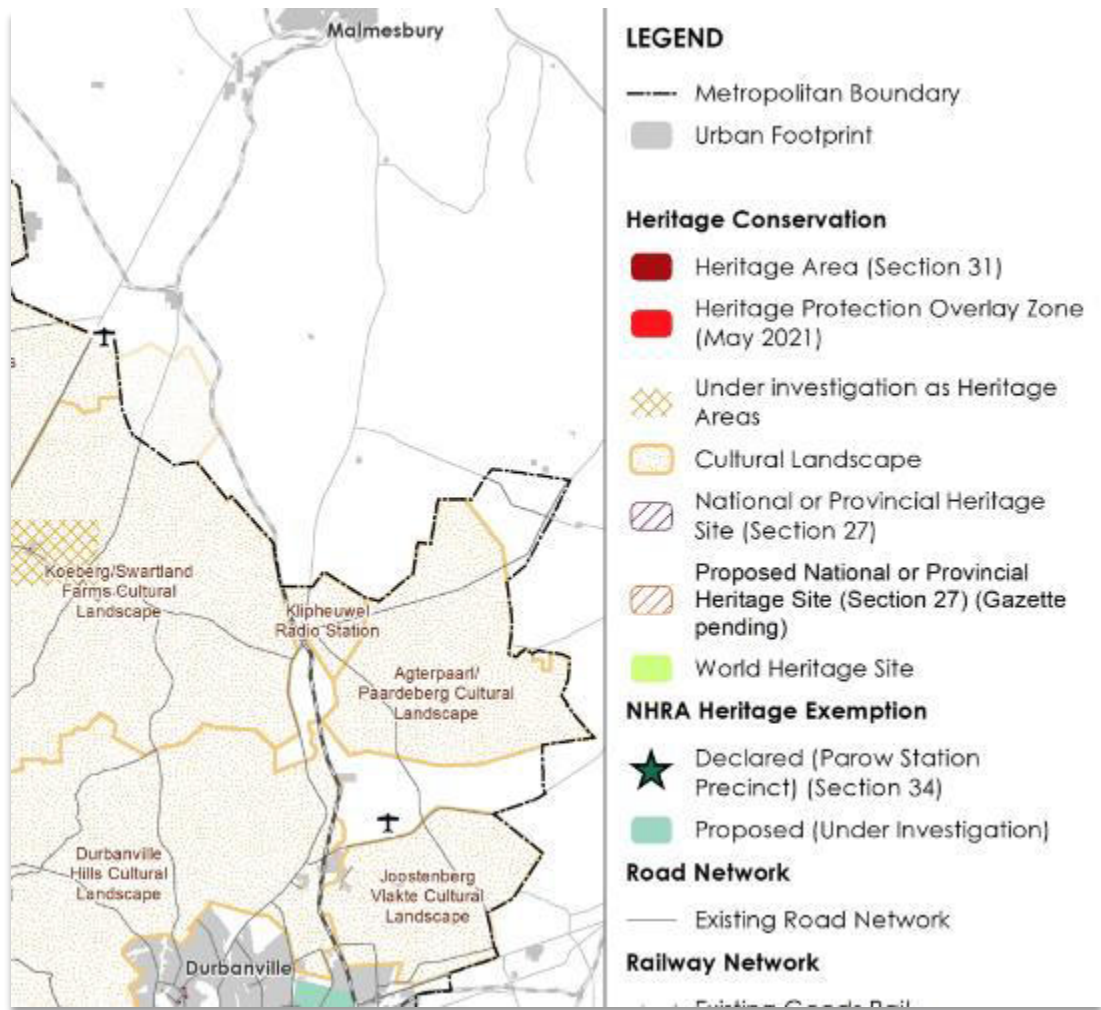 Malmesbury
s
Koeberg/Swartland
Farms Cultural
Landscape
Klipheuwel
Radio Station
Agterpaarl/
Paardeberg Cultural
Landscape
Durbanville
Hills Cultural
Landscape
Joostenberg
Vlakte Cultural
Landscape
Durbanville
LEGEND
Metropolitan Boundary
Urban Footprint
Heritage Conservation
Heritage Area (Section 31)
Heritage Protection Overlay Zone
(May 2021)
Under investigation as Heritage
Areas
Cultural Landscape
National or Provincial Heritage
Site (Section 27)
Proposed National or Provincial
Heritage Site (Section 27) (Gazette
pending)
World Heritage Site
NHRA Heritage Exemption
Declared (Parow Station
Precinct) (Section 34)
Proposed (Under Investigation)
Road Network
Existing Road Network
Railway Network
Existing Goods Rail